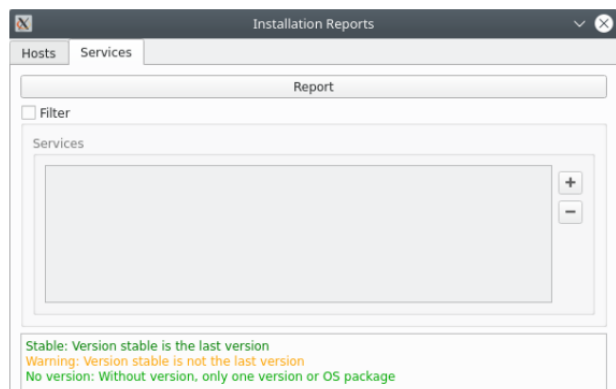 Installation Reports
Hosts
Services
Report
Filter
Services
+
−
Stable: Version stable is the last version
Warning: Version stable is not the last version
No version: Without version, only one version or OS package